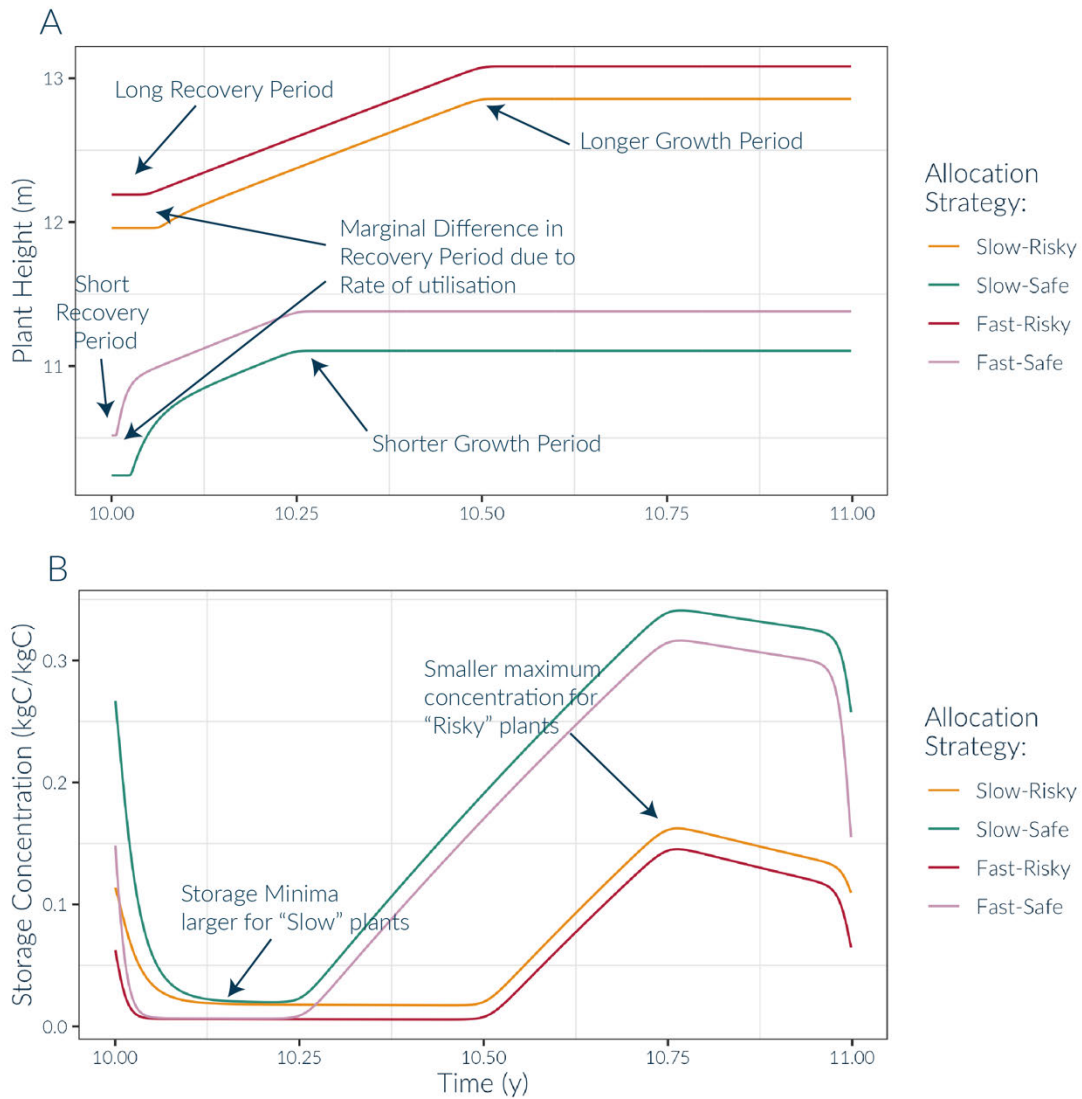 A
Plant Height (m)
13
12
11
Long Recovery Period
Longer Growth Period
Marginal Difference in
Recovery Period due to
Rate of utilisation
Short
Recovery
Period
Shorter Growth Period
10.00
10.25
10.50
10.75
11.00
Allocation
Strategy:
Slow-Risky
Slow-Safe
Fast-Risky
Fast-Safe
B
Storage Concentration (kgC/kgC)
0.3
0.2
0.1
0.0
Smaller maximum
concentration for
“Risky” plants
Storage Minima
larger for “Slow” plants
10.00
10.25
10.50
10.75
11.00
Time (y)
Allocation
Strategy:
Slow-Risky
Slow-Safe
Fast-Risky
Fast-Safe